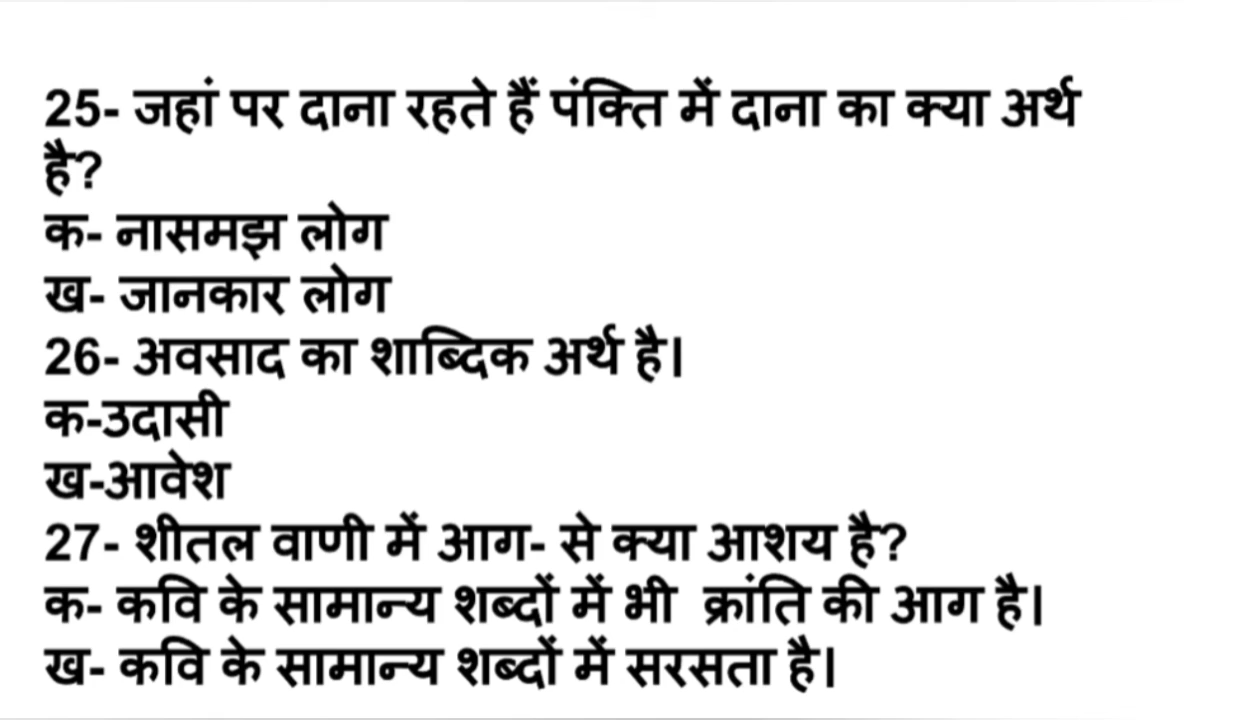 25- जहां पर दाना रहते हैं पंक्ति में दाना का क्या अर्थ
है?
क- नासमझ लोग
ख- जानकार लोग
26- अवसाद का शाब्दिक अर्थ है।
क-उदासी
ख-आवेश
27- शीतल वाणी में आग- से क्या आशय है?
क- कवि के सामान्य शब्दों में भी  क्रांति की आग है।
ख- कवि के सामान्य शब्दों में सरसता है।